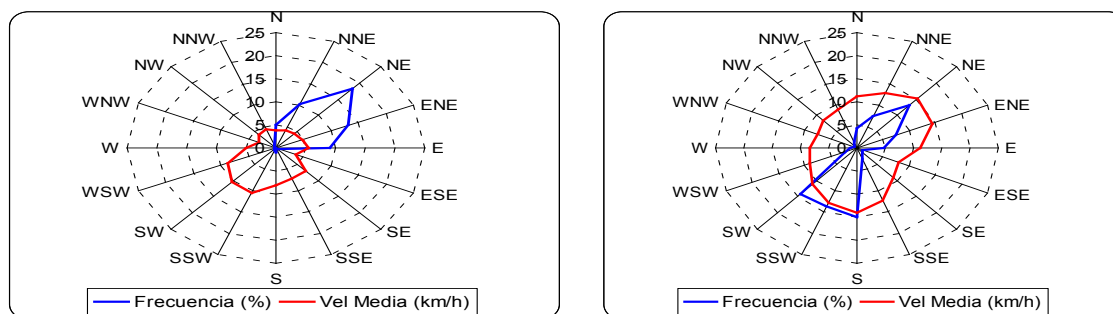 N
NNW NNE
25
20
NW NE
15
WNW 10 ENE
5
W 0 E
WSW ESE
SW SE
SSW SSE
S
Frecuencia (%) Vel Media (km/h)
N
NNW NNE
25
20
NW NE
15
WNW 10 ENE
5
W 0 E
WSW ESE
SW SE
SSW SSE
S
Frecuencia (%) Vel Media (km/h)